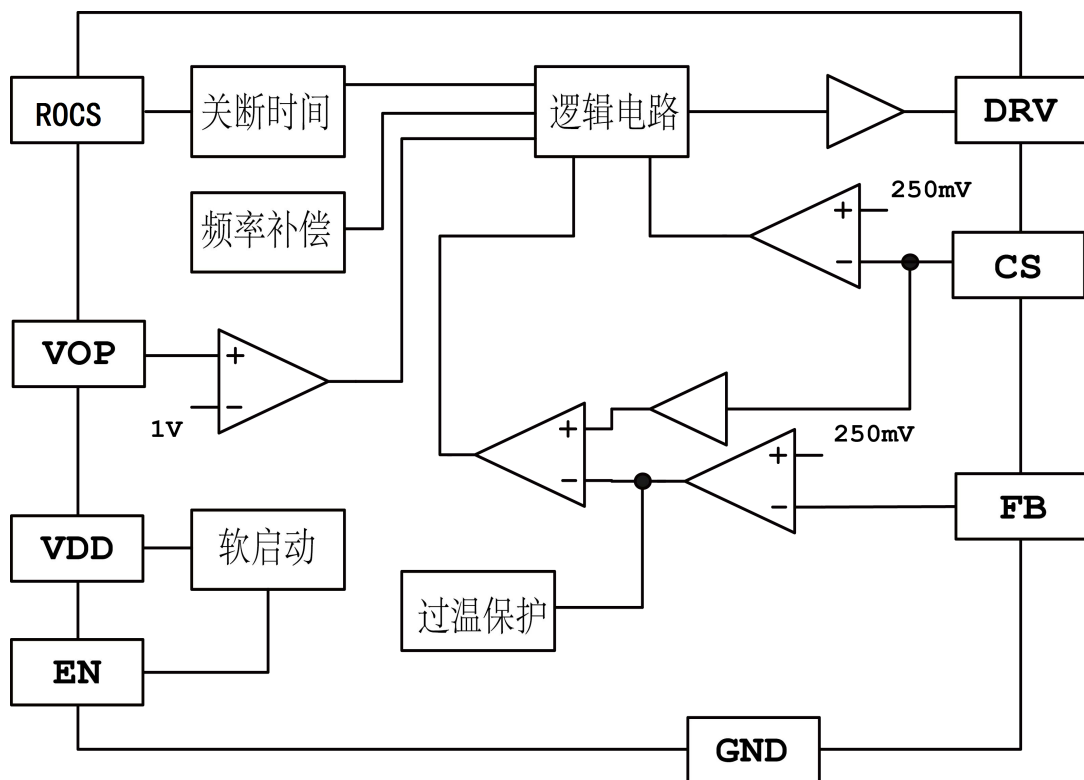 ROCS
关断时间
逻辑电路
DRV
频率补偿
250mV
+
-
CS
VOP
+
-
1V
+
-
250mV
+
-
FB
VDD
软启动
过温保护
EN
GND